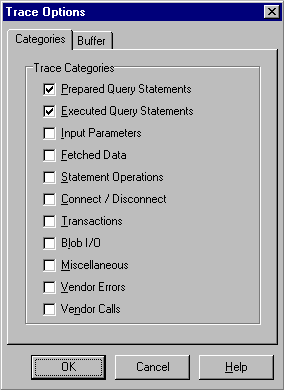 Trace Options
Categories
Buffer
Trace Categories
Prepared Query Statements
Executed Query Statements
Input Parameters
Fetched Data
Statement Operations
Connect / Disconnect
Transactions
Blob I/O
Miscellaneous
Vendor Errors
Vendor Calls
OK
Cancel
Help